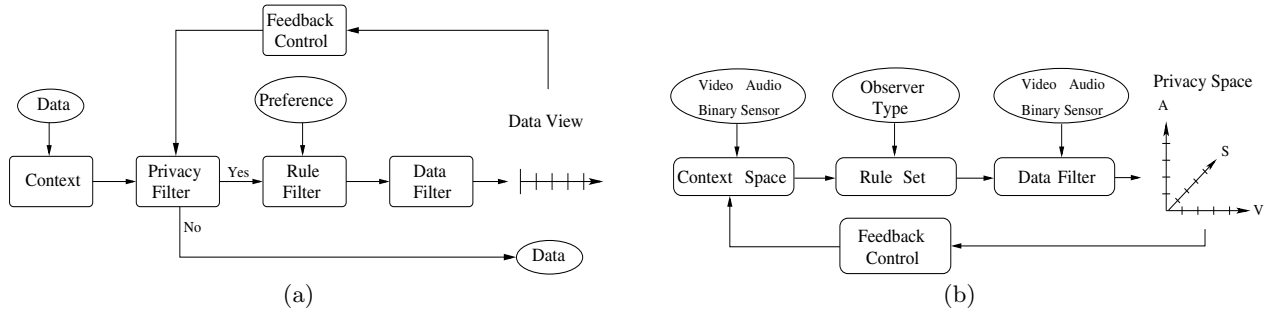 Feedback
Control
Data
Preference
Data View
Context
Privacy
Filter
Yes
Rule
Filter
Data
Filter
No
Data
(a)
Video Audio
Binary Sensor
Observer
Type
Video Audio
Binary Sensor
Privacy Space
A
S
V
Context Space
Rule Set
Data Filter
Feedback
Control
(b)